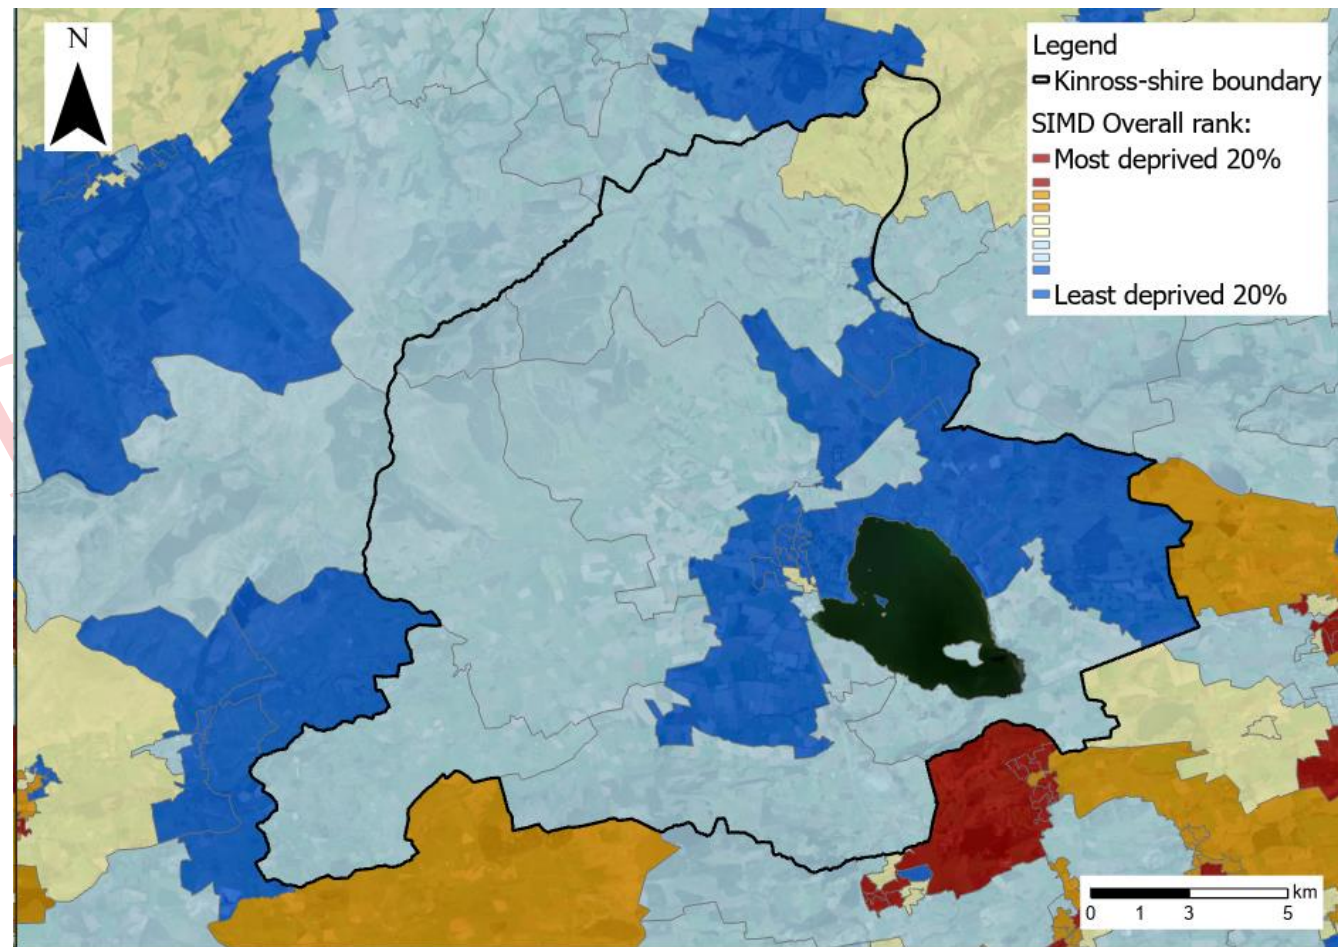 N
Legend
Kinross-shire boundary
SIMD Overall rank:
Most deprived 20%
Least deprived 20%
km
0 1 3 5